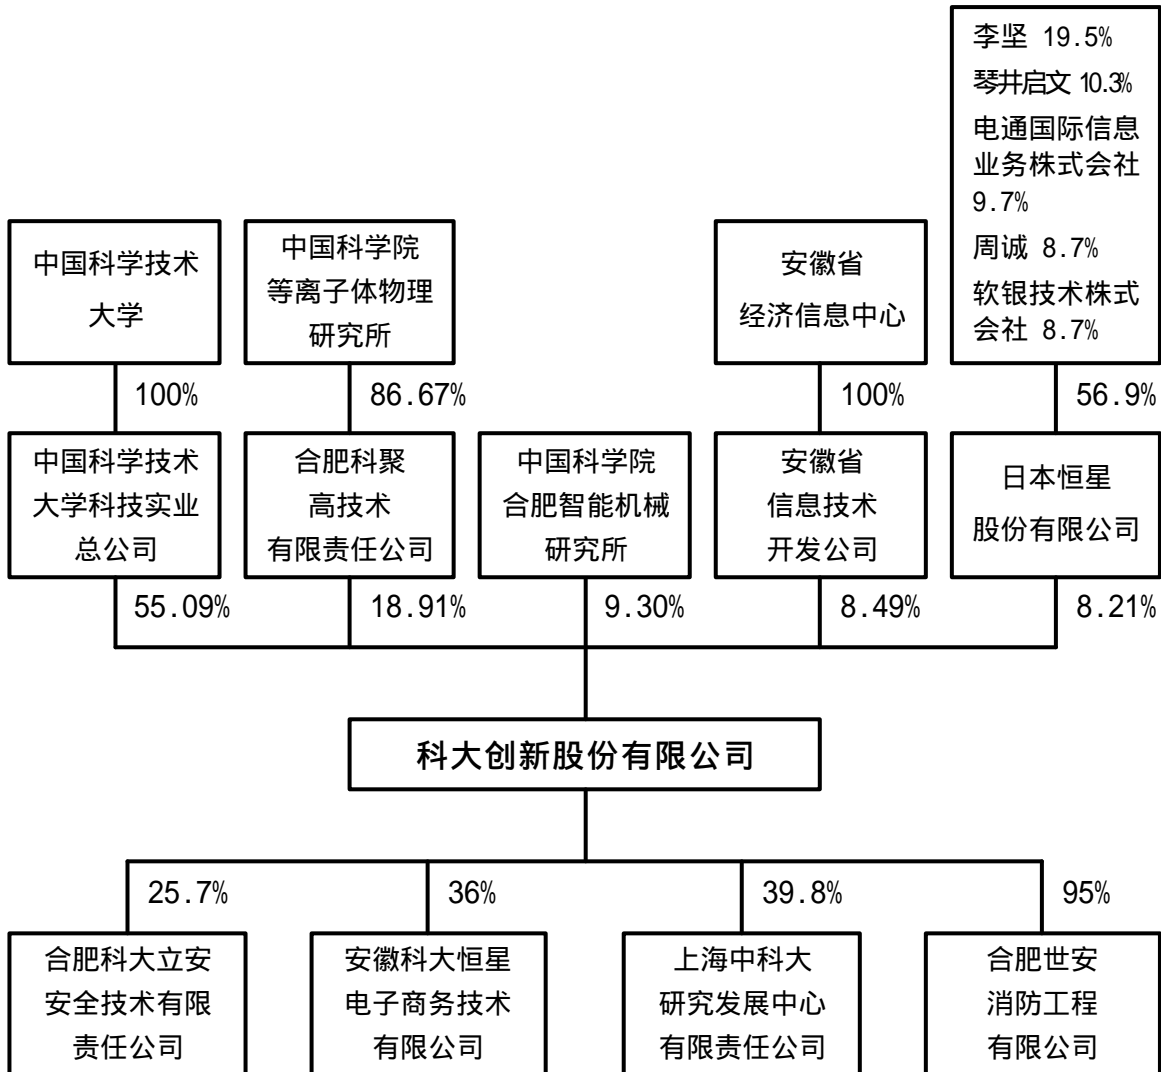 李坚 19.5%
琴井启文 10.3%
电通国际信息
业务株式会社
9.7%
周诚 8.7%
软银技术株式
会社 8.7%
中国科学技术
大学
中国科学院
等离子体物理
研究所
安徽省
经济信息中心
100%
86.67%
100%
56.9%
中国科学技术
大学科技实业
总公司
合肥科聚
高技术
有限责任公司
中国科学院
合肥智能机械
研究所
安徽省
信息技术
开发公司
日本恒星
股份有限公司
55.09%
18.91%
9.30%
8.49%
8.21%
科大创新股份有限公司
25.7%
36%
39.8%
95%
合肥科大立安
安全技术有限
责任公司
安徽科大恒星
电子商务技术
有限公司
上海中科大
研究发展中心
有限责任公司
合肥世安
消防工程
有限公司